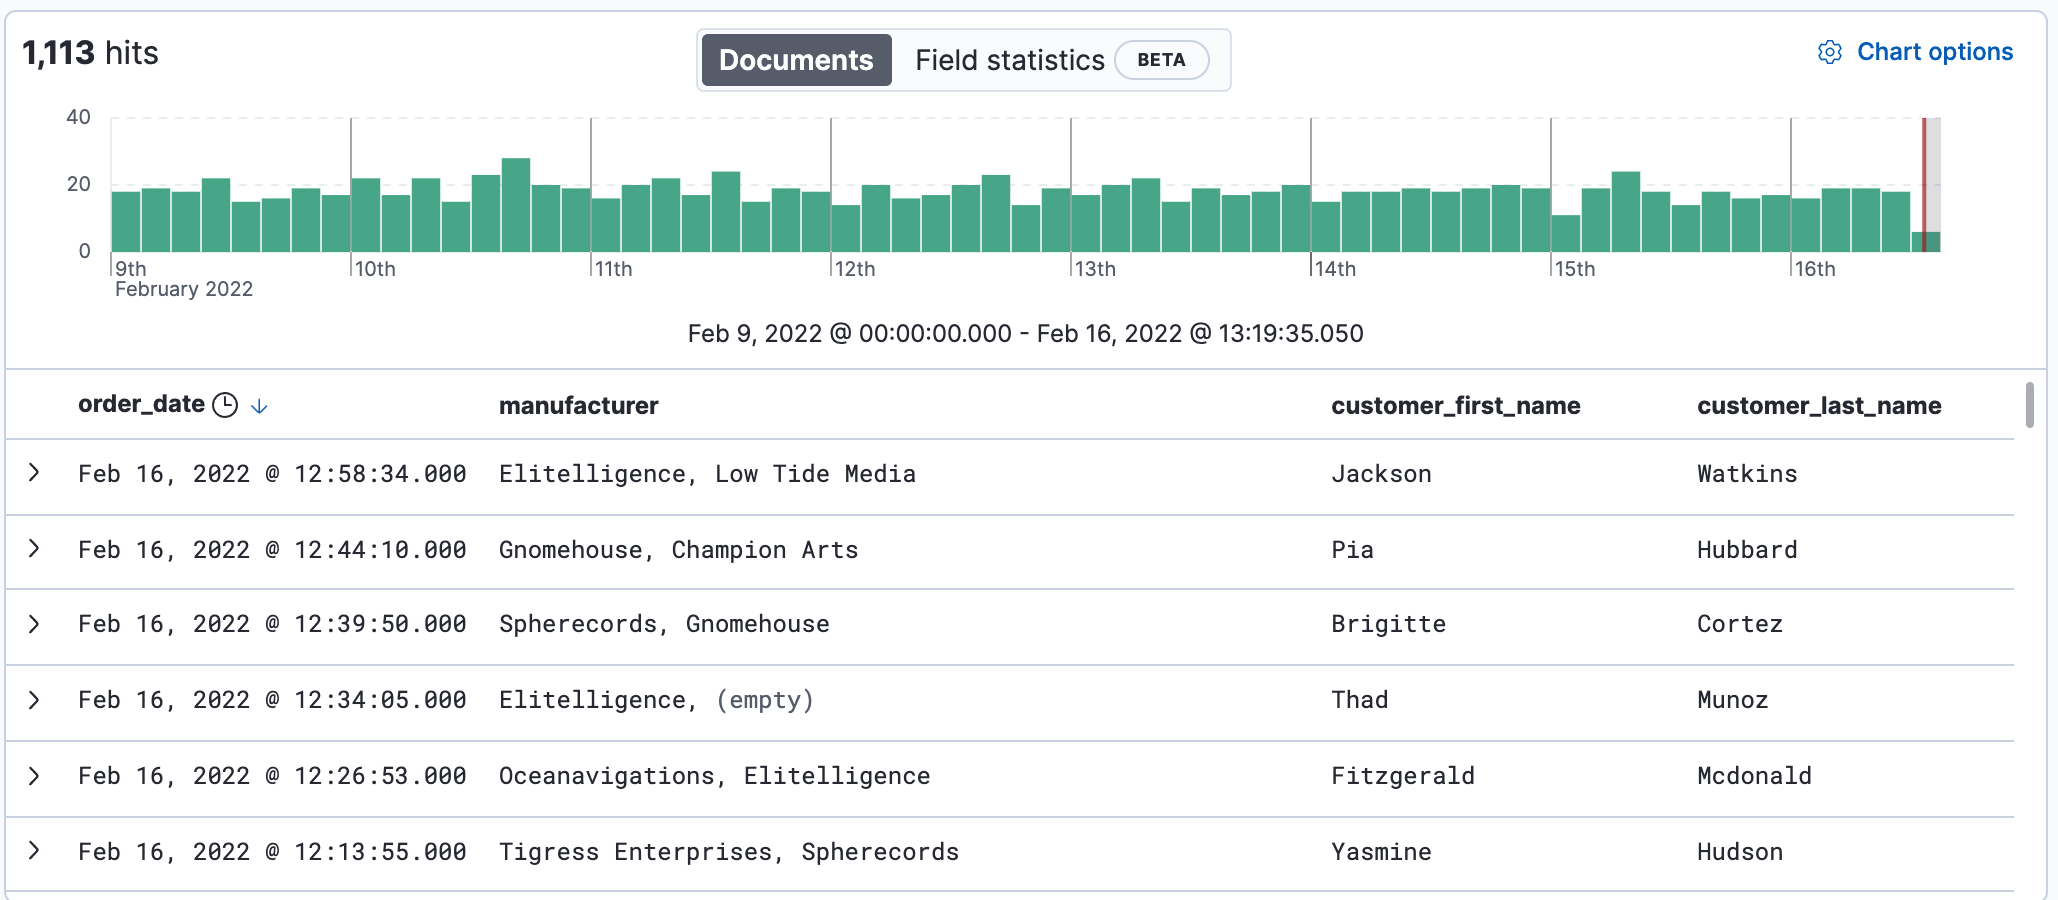 1,113 hits
Documents Field statistics BETA
Chart options
40
20
0
9th 10th 11th 12th 13th 14th 15th 16th
February 2022
Feb 9, 2022 @ 00:00:00.000 - Feb 16, 2022 @ 13:19:35.050
order_date manufacturer customer_first_name customer_last_name
Feb 16, 2022 @ 12:58:34.000 Elitelligence, Low Tide Media Jackson Watkins
Feb 16, 2022 @ 12:44:10.000 Gnomehouse, Champion Arts Pia Hubbard
Feb 16, 2022 @ 12:39:50.000 Spherecords, Gnomehouse Brigitte Cortez
Feb 16, 2022 @ 12:34:05.000 Elitelligence, (empty) Thad Munoz
Feb 16, 2022 @ 12:26:53.000 Oceanavigations, Elitelligence Fitzgerald Mcdonald
Feb 16, 2022 @ 12:13:55.000 Tigress Enterprises, Spherecords Yasmine Hudson